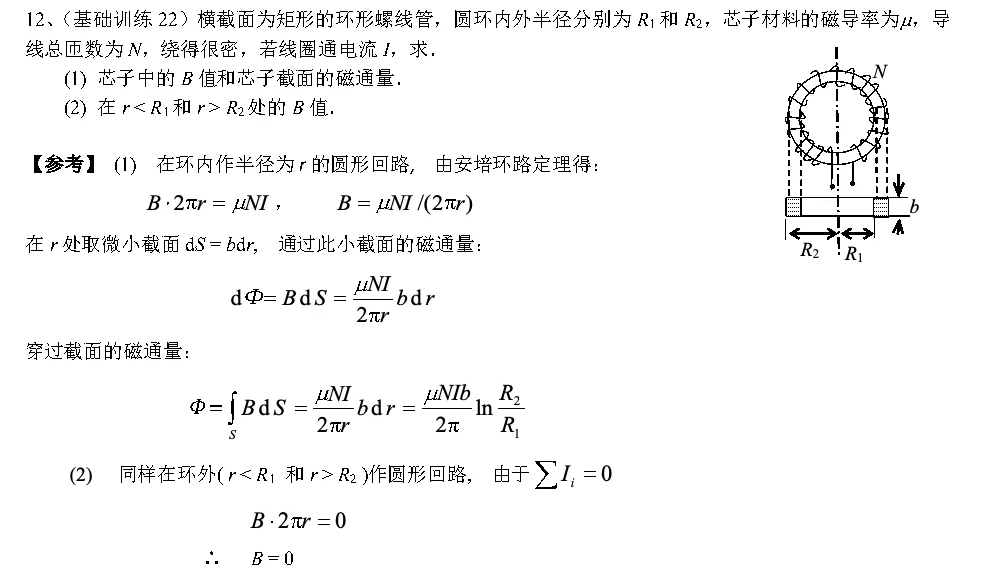 12、（基础训练 22）横截面为矩形的环形螺线管，圆环内外半径分别为 R₁ 和 R₂，芯子材料的磁导率为μ，导
线总匝数为 N，绕得很密，若线圈通电流 I，求．
(1) 芯子中的 B 值和芯子截面的磁通量．
(2) 在 r < R₁ 和 r > R₂ 处的 B 值．
N
b
R₂
R₁
【参考】 (1) 在环内作半径为 r 的圆形回路， 由安培环路定理得：
B · 2πr = μNI ， B = μNI /(2πr)
在 r 处取微小截面 dS = bdr， 通过此小截面的磁通量：
dΦ= B dS = μNI/2πr b dr
穿过截面的磁通量：
Φ= ∫_S B dS = μNI/2πr b dr = μNIb/2π ln R₂/R₁
(2) 同样在环外( r < R₁ 和 r > R₂ )作圆形回路， 由于 ∑ I_i = 0
B · 2πr = 0
∴ B = 0